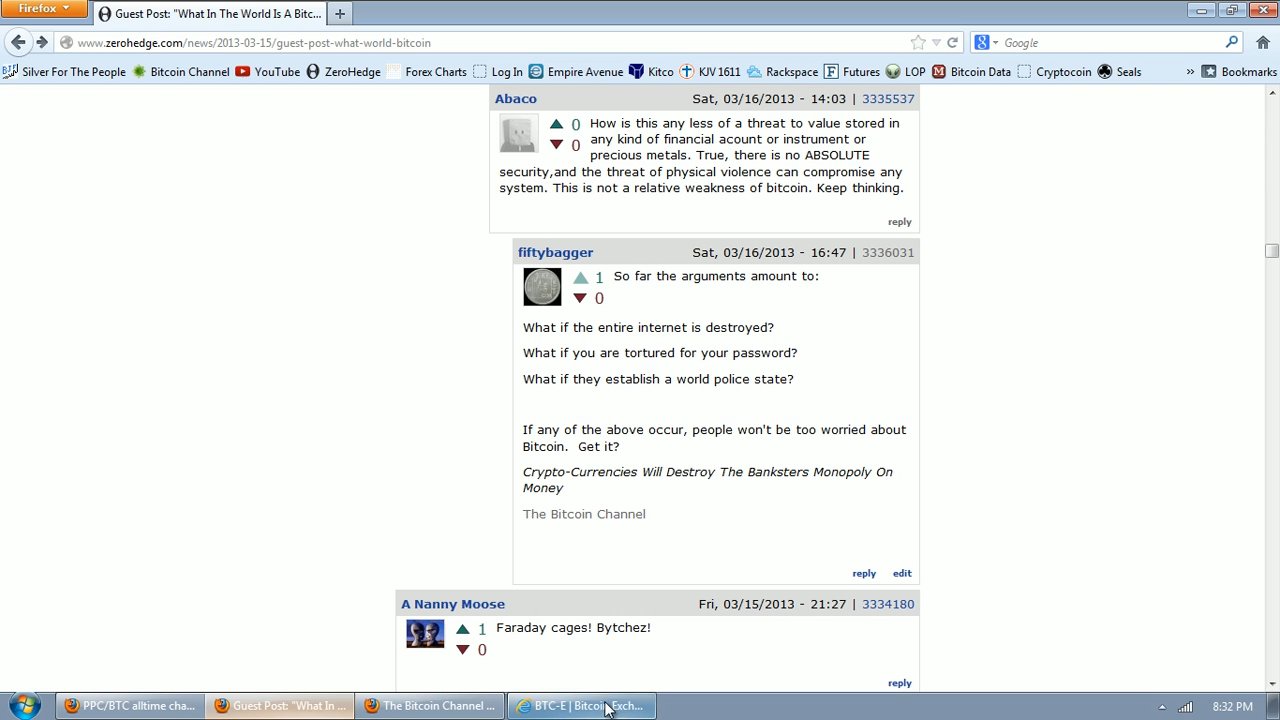 Firefox
Guest Post: "What In The World Is A Bitc...
www.zerohedge.com/news/2013-03-15/guest-post-what-world-bitcoin
Google
Silver For The People
Bitcoin Channel
YouTube
ZeroHedge
Forex Charts
Log In
Empire Avenue
Kitco
KJV 1611
Rackspace
Futures
LOP
Bitcoin Data
Cryptocoin
Seals
»
Bookmarks
Abaco
Sat, 03/16/2013 - 14:03 | 3335537
0
0
How is this any less of a threat to value stored in
any kind of financial acount or instrument or
precious metals. True, there is no ABSOLUTE
security,and the threat of physical violence can compromise any
system. This is not a relative weakness of bitcoin. Keep thinking.
reply
fiftybagger
Sat, 03/16/2013 - 16:47 | 3336031
1
0
So far the arguments amount to:
What if the entire internet is destroyed?
What if you are tortured for your password?
What if they establish a world police state?
If any of the above occur, people won't be too worried about
Bitcoin.  Get it?
Crypto-Currencies Will Destroy The Banksters Monopoly On
Money
The Bitcoin Channel
reply edit
A Nanny Moose
Fri, 03/15/2013 - 21:27 | 3334180
1
0
Faraday cages! Bytchez!
reply
PPC/BTC alltime cha...
Guest Post: "What In ...
The Bitcoin Channel ...
BTC-E | Bitcoin Exch...
8:32 PM